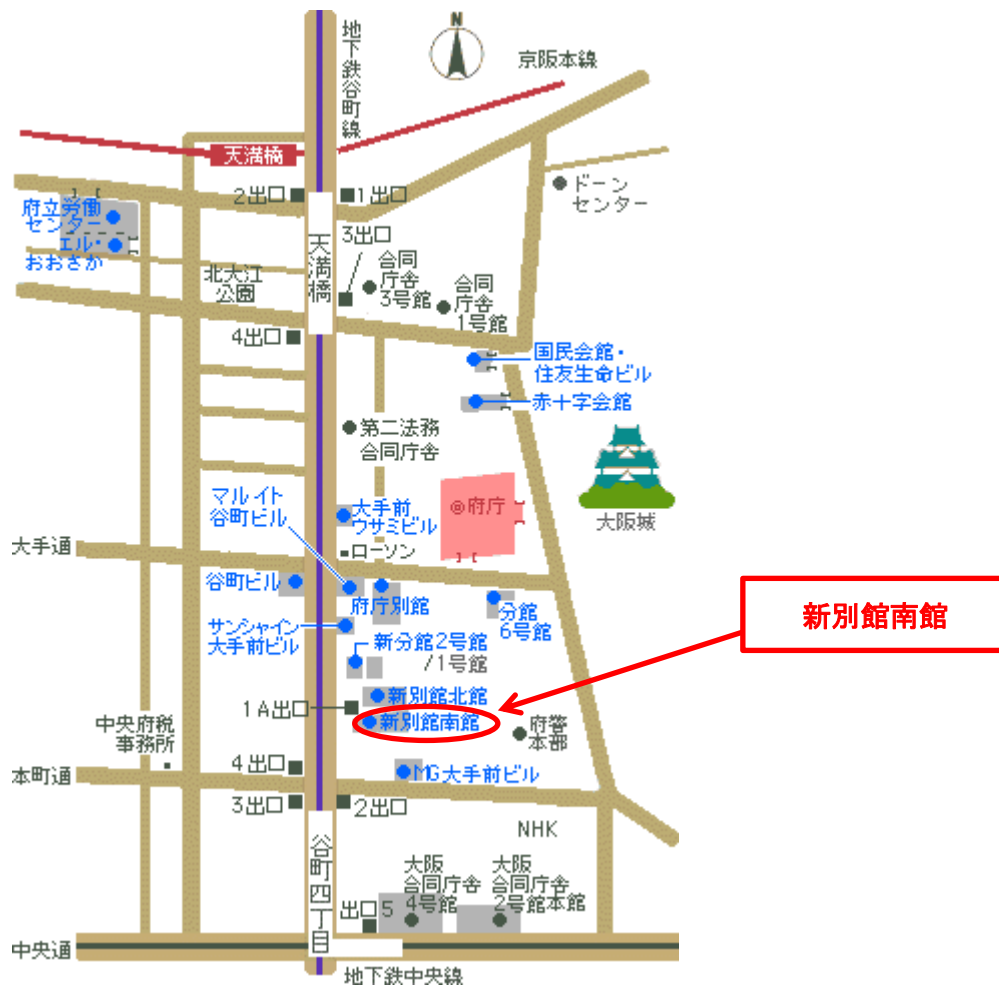 N
地下鉄谷町線
京阪本線
天満橋
2出口
1出口
ドーン
センター
府立労働
センター
エル・
おおさか
3出口
天満橋
合同
庁舎
3号館
合同
庁舎
1号館
北大江
公園
4出口
国民会館・
住友生命ビル
赤十字会館
第二法務
合同庁舎
マルイト
谷町ビル
大手前
ウサミビル
府庁
大阪城
大手通
ローソン
谷町ビル
府庁別館
分館
6号館
新別館南館
サンシャイン
大手前ビル
新分館2号館
/1号館
新別館北館
1A出口
新別館南館
中央府税
事務所
府警
本部
4出口
本町通
MG大手前ビル
3出口
2出口
NHK
谷町四丁目
大阪
合同庁舎
4号館
大阪
合同庁舎
2号館本館
出口5
中央通
地下鉄中央線